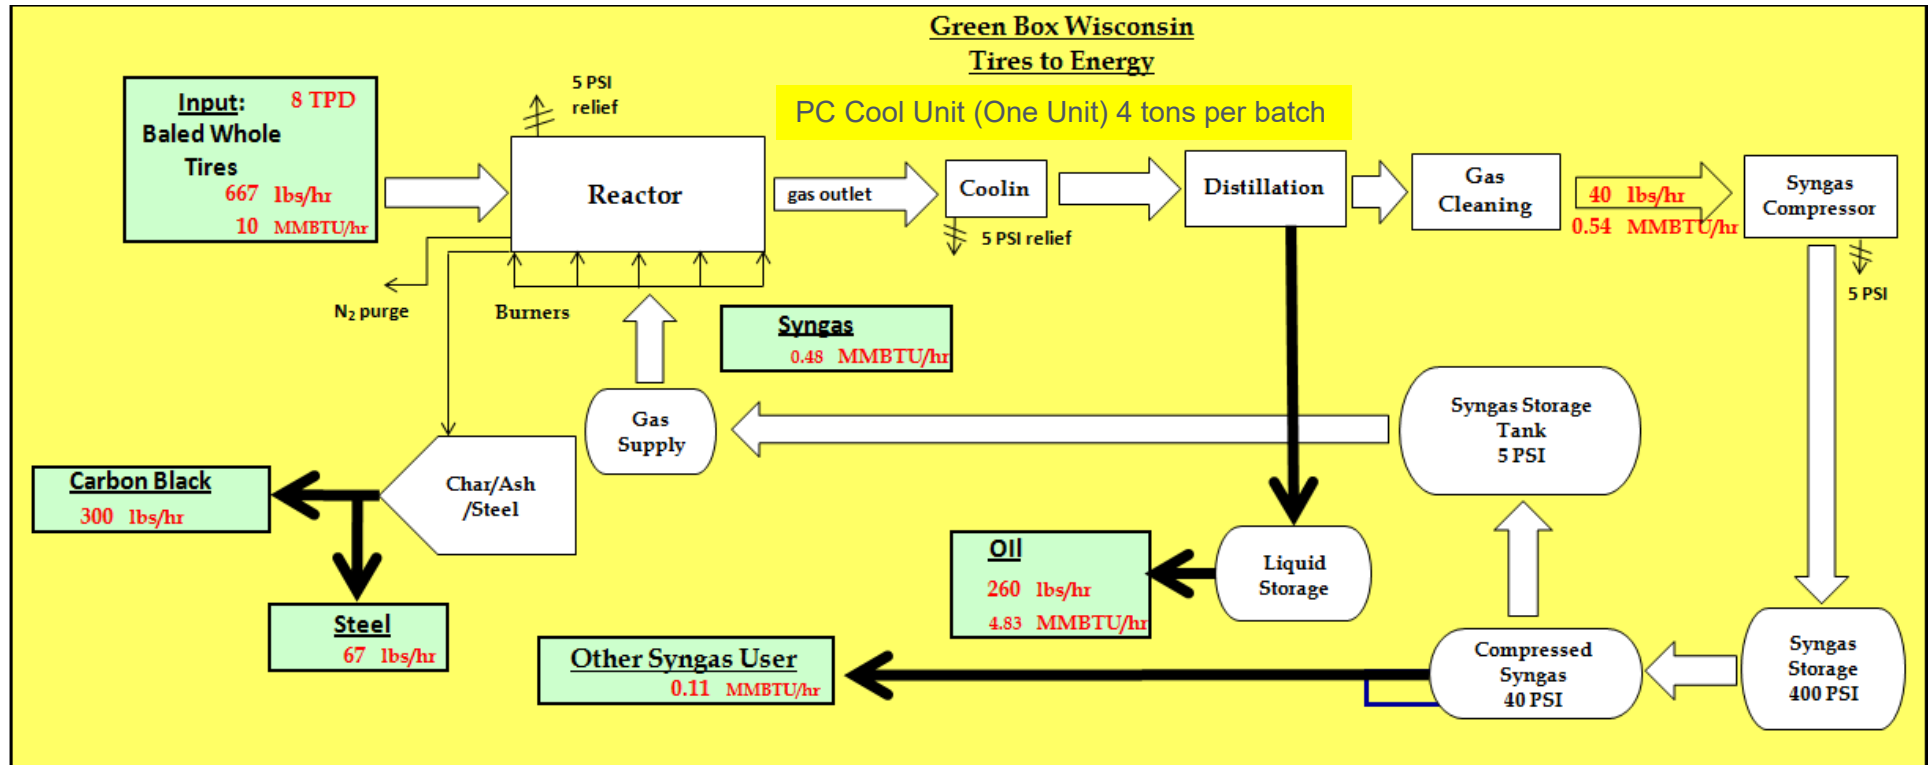 Green Box Wisconsin
Tires to Energy
PC Cool Unit (One Unit) 4 tons per batch
Input: 8 TPD
Baled Whole
Tires
667 lbs/hr
10 MMBTU/hr
5 PSI
relief
Reactor
gas outlet
Coolin
5 PSI relief
Distillation
Gas
Cleaning
40 lbs/hr
0.54 MMBTU/hr
Syngas
Compressor
5 PSI
N₂ purge
Burners
Syngas
0.48 MMBTU/hr
Gas
Supply
Syngas Storage
Tank
5 PSI
Char/Ash
/Steel
Carbon Black
300 lbs/hr
Steel
67 lbs/hr
OIl
260 lbs/hr
4.83 MMBTU/hr
Liquid
Storage
Other Syngas User
0.11 MMBTU/hr
Compressed
Syngas
40 PSI
Syngas
Storage
400 PSI